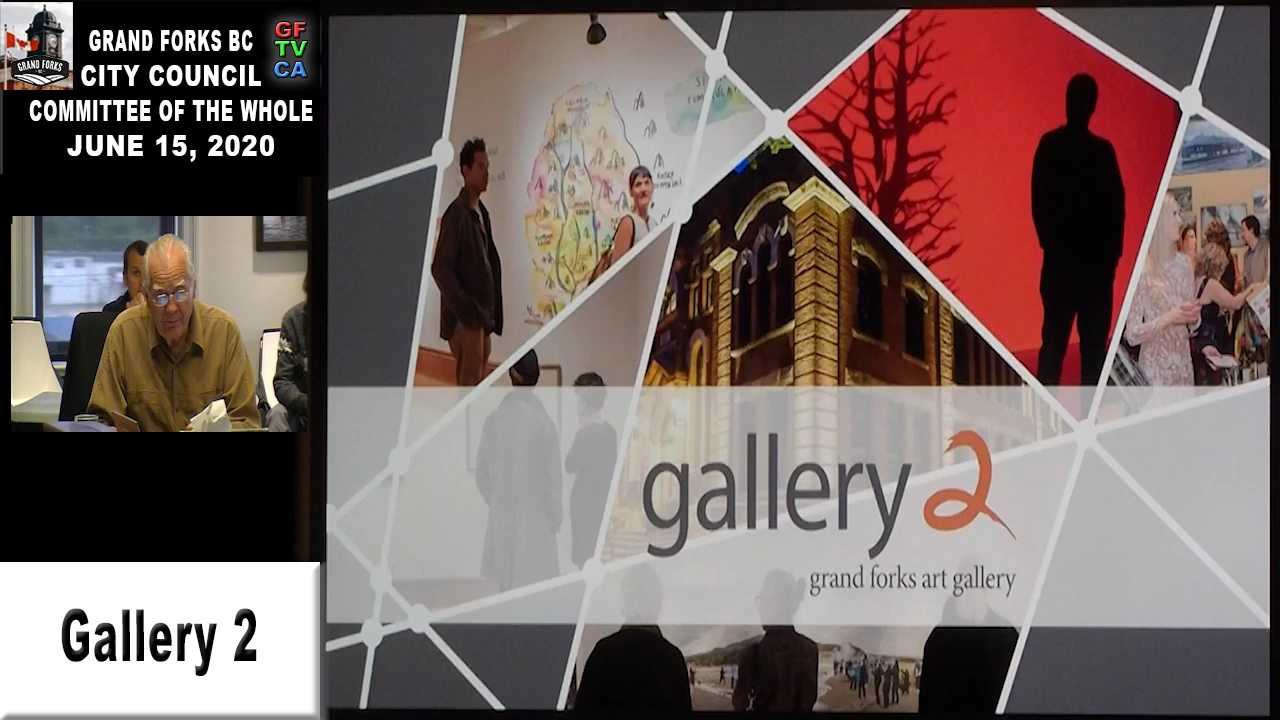 GRAND FORKS BC
CITY COUNCIL
COMMITTEE OF THE WHOLE
JUNE 15, 2020
GF
TV
CA
GRAND FORKS
Gallery 2
gallery 2
grand forks art gallery